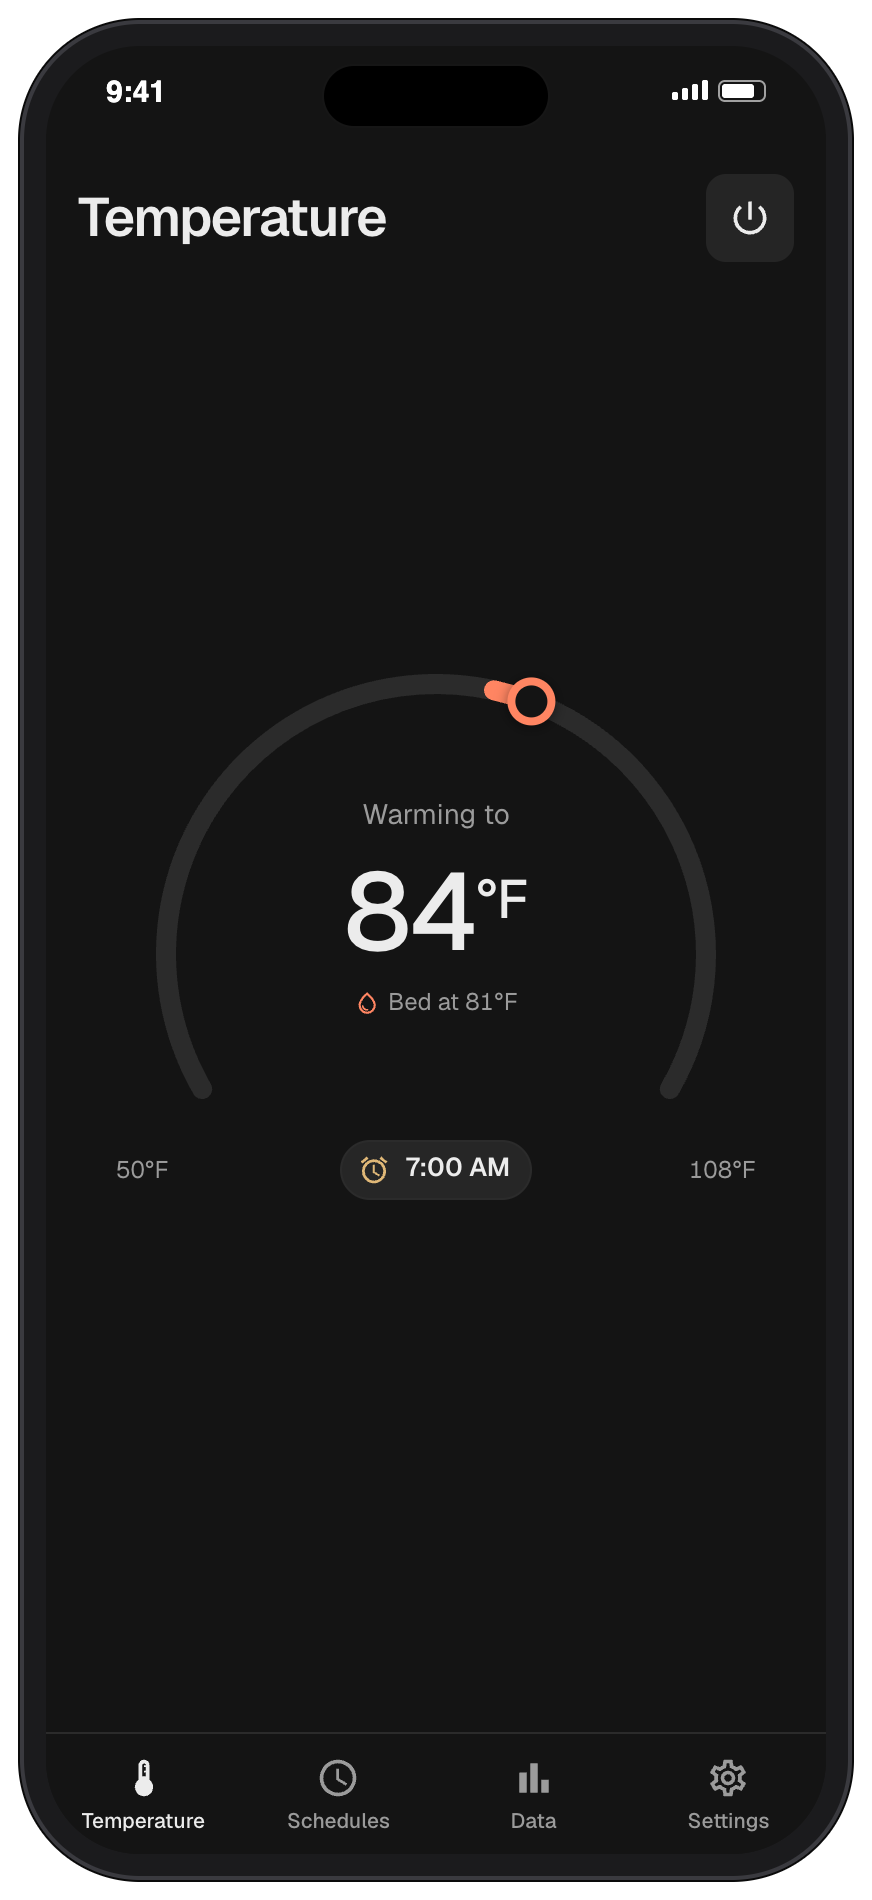 9:41
Temperature
Warming to
84°F
Bed at 81°F
50°F
7:00 AM
108°F
Temperature
Schedules
Data
Settings